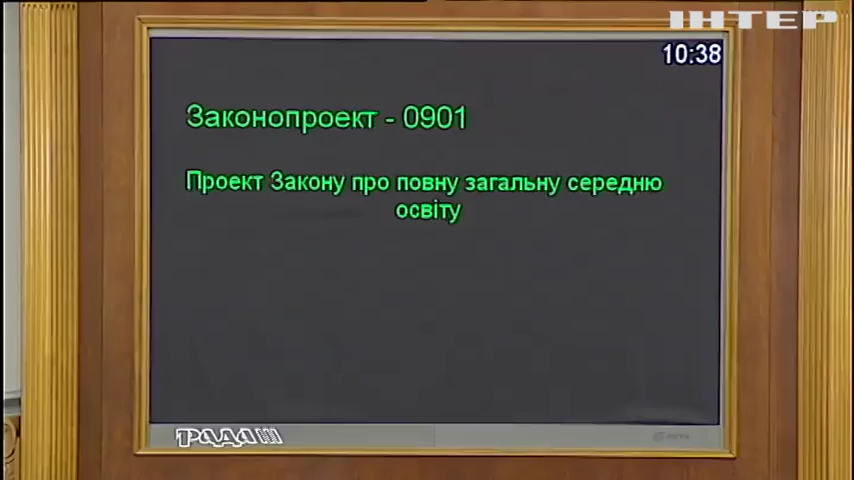 ІНТЕР
10:38
Законопроект - 0901
Проект Закону про повну загальну середню
освіту
РАДА